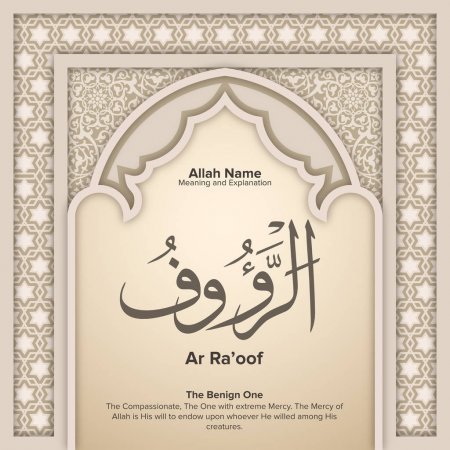 Allah Name
Meaning and Explanation
الرَّؤُوفُ
Ar Ra’oof
The Benign One
The Compassionate, The One with extreme Mercy. The Mercy of
Allah is His will to endow upon whoever He willed among His
creatures.